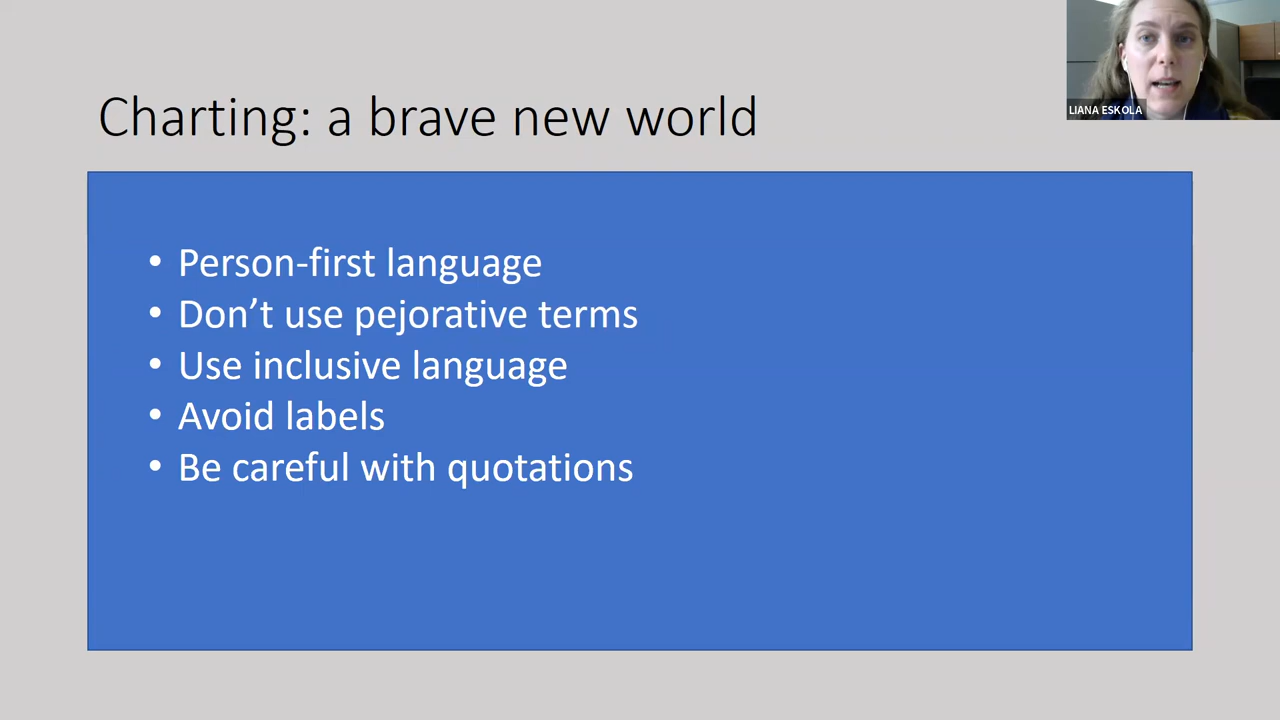 Charting: a brave new world
LIANA ESKOLA
• Person-first language
• Don’t use pejorative terms
• Use inclusive language
• Avoid labels
• Be careful with quotations